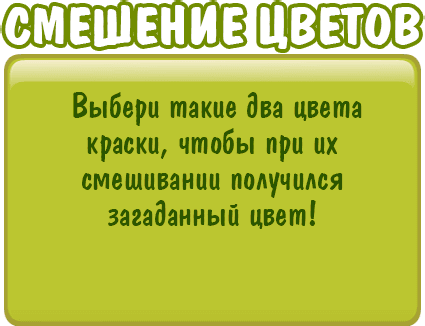 СМЕШЕНИЕ ЦВЕТОВ
Выбери такие два цвета
краски, чтобы при их
смешивании получился
загаданный цвет!